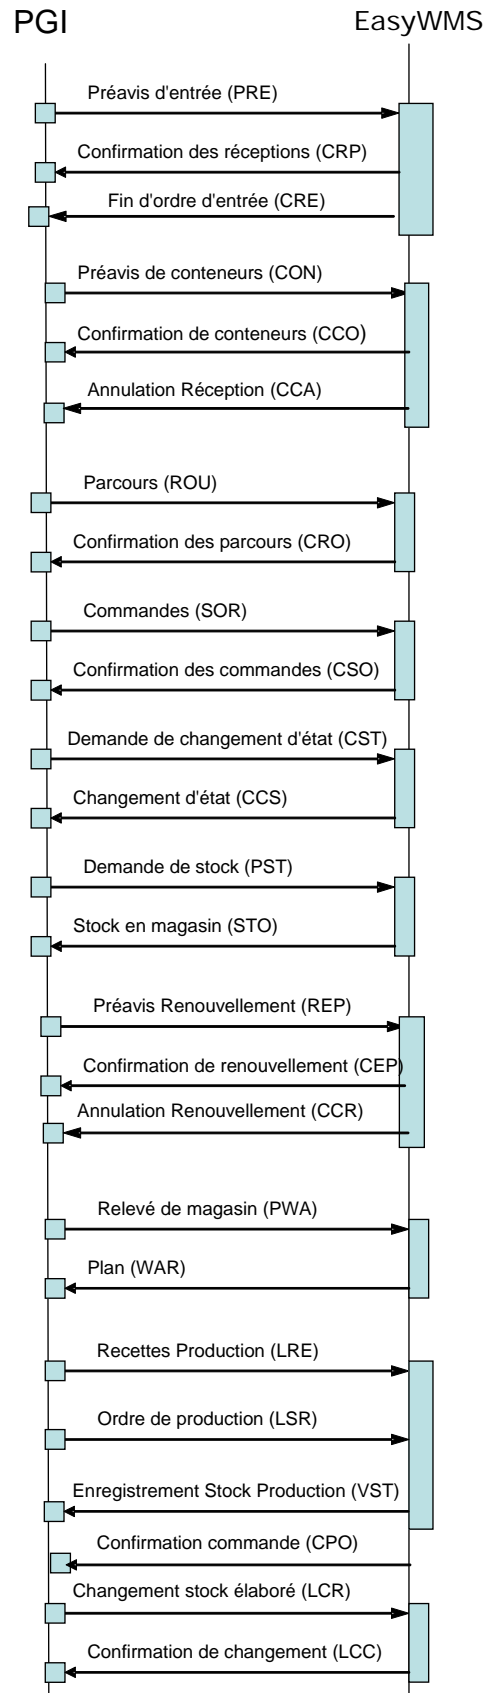 PGI
EasyWMS
Préavis d'entrée (PRE)
Confirmation des réceptions (CRP)
Fin d'ordre d'entrée (CRE)
Préavis de conteneurs (CON)
Confirmation de conteneurs (CCO)
Annulation Réception (CCA)
Parcours (ROU)
Confirmation des parcours (CRO)
Commandes (SOR)
Confirmation des commandes (CSO)
Demande de changement d'état (CST)
Changement d'état (CCS)
Demande de stock (PST)
Stock en magasin (STO)
Préavis Renouvellement (REP)
Confirmation de renouvellement (CEP)
Annulation Renouvellement (CCR)
Relevé de magasin (PWA)
Plan (WAR)
Recettes Production (LRE)
Ordre de production (LSR)
Enregistrement Stock Production (VST)
Confirmation commande (CPO)
Changement stock élaboré (LCR)
Confirmation de changement (LCC)